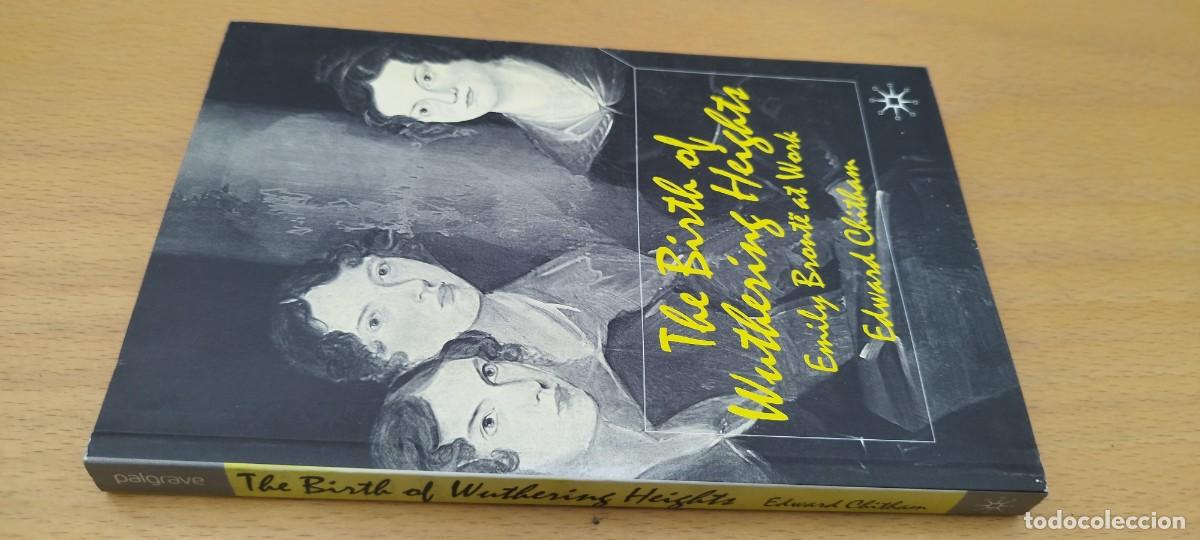 The Birth of
Wuthering Heights
Emily Brontë at Work
Edward Chitham
palgrave The Birth of Wuthering Heights Edward Chitham
todocoleccion